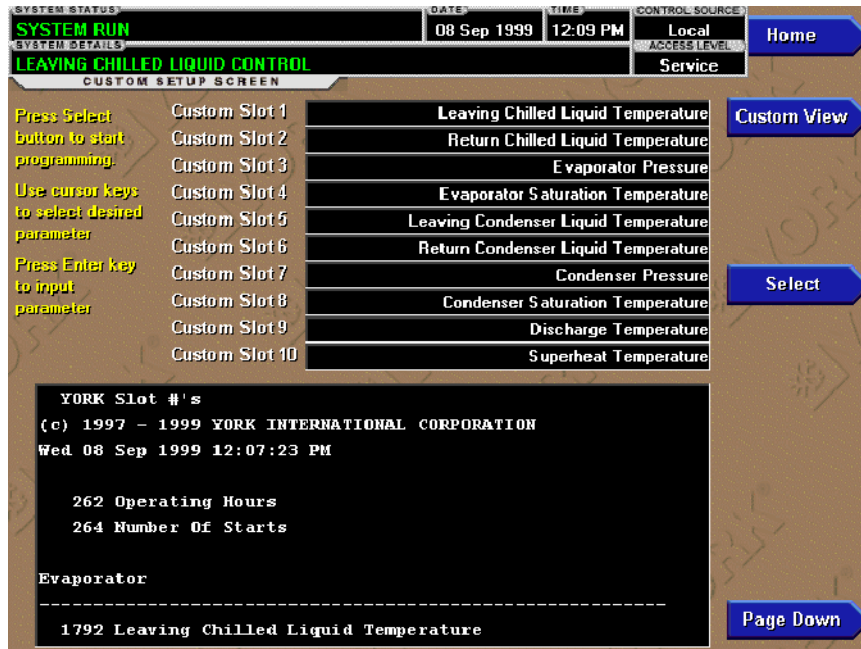 SYSTEM STATUS
SYSTEM RUN
SYSTEM DETAILS
LEAVING CHILLED LIQUID CONTROL
CUSTOM SETUP SCREEN
DATE
08 Sep 1999
TIME
12:09 PM
CONTROL SOURCE
Local
ACCESS LEVEL
Service
Home
Custom View
Select
Page Down
Press Select
button to start
programming.
Use cursor keys
to select desired
parameter
Press Enter key
to input
parameter
Custom Slot 1 Leaving Chilled Liquid Temperature
Custom Slot 2 Return Chilled Liquid Temperature
Custom Slot 3 Evaporator Pressure
Custom Slot 4 Evaporator Saturation Temperature
Custom Slot 5 Leaving Condenser Liquid Temperature
Custom Slot 6 Return Condenser Liquid Temperature
Custom Slot 7 Condenser Pressure
Custom Slot 8 Condenser Saturation Temperature
Custom Slot 9 Discharge Temperature
Custom Slot 10 Superheat Temperature
YORK Slot #'s
(c) 1997 - 1999 YORK INTERNATIONAL CORPORATION
Wed 08 Sep 1999 12:07:23 PM
262 Operating Hours
264 Number Of Starts
Evaporator
-----------------------------------------------------------
1792 Leaving Chilled Liquid Temperature